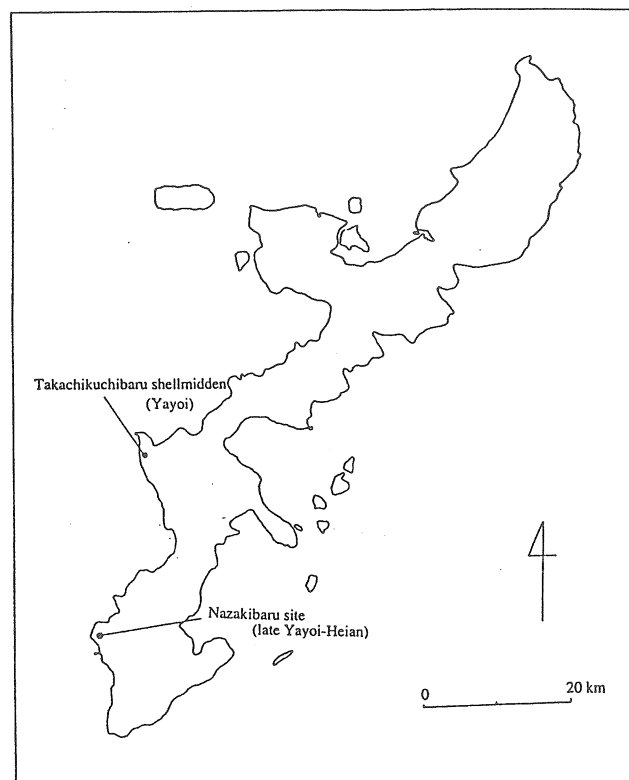 Takachikuchibaru shellmidden
(Yayoi)
Nazakibaru site
(late Yayoi-Heian)
0
20 km